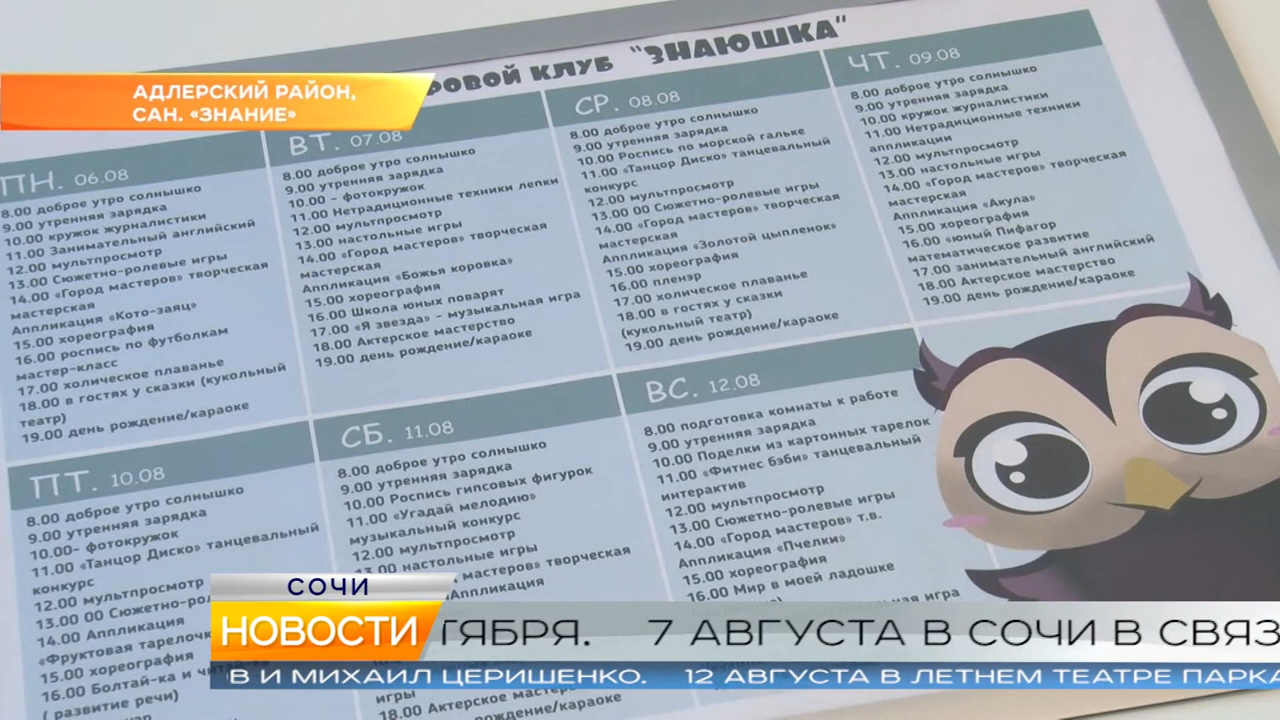 АДЛЕРСКИЙ РАЙОН,
САН. «ЗНАНИЕ»
РОВОЙ КЛУБ "ЗНАЮШКА"
ПН. 06.08
8.00 доброе утро солнышко
9.00 утренняя зарядка
10.00 кружок журналистики
11.00 Занимательный английский
12.00 мультпросмотр
13.00 Сюжетно-ролевые игры
14.00 «Город мастеров» творческая
мастерская
Аппликация «Кото-заяц»
15.00 хореография
16.00 роспись по футболкам
мастер-класс
17.00 холическое плаванье
18.00 в гостях у сказки (кукольный
театр)
19.00 день рождение/караоке
ВТ. 07.08
8.00 доброе утро солнышко
9.00 утренняя зарядка
10.00 - фотокружок
11.00 Нетрадиционные техники лепки
12.00 мультпросмотр
13.00 настольные игры
14.00 «Город мастеров» творческая
мастерская
Аппликация «Божья коровка»
15.00 хореография
16.00 Школа юных поварят
17.00 «Я звезда» - музыкальная игра
18.00 Актерское мастерство
19.00 день рождение/караоке
СР. 08.08
8.00 доброе утро солнышко
9.00 утренняя зарядка
10.00 Роспись по морской гальке
11.00 «Танцор Диско» танцевальный
конкурс
12.00 мультпросмотр
13.00 00 Сюжетно-ролевые игры
14.00 «Город мастеров» творческая
мастерская
Аппликация «Золотой цыпленок»
15.00 хореография
16.00 пленэр
17.00 холическое плаванье
18.00 в гостях у сказки
(кукольный театр)
19.00 день рождение/караоке
ЧТ. 09.08
8.00 доброе утро солнышко
9.00 утренняя зарядка
10.00 кружок журналистики
11.00 Нетрадиционные техники
аппликации
12.00 мультпросмотр
13.00 настольные игры
14.00 «Город мастеров» творческая
мастерская
Аппликация «Акула»
15.00 хореография
16.00 «юный Пифагор
математическое развитие
17.00 занимательный английский
18.00 Актерское мастерство
19.00 день рождение/караоке
ПТ. 10.08
8.00 доброе утро солнышко
9.00 утренняя зарядка
10.00- фотокружок
11.00 «Танцор Диско» танцевальный
конкурс
12.00 мультпросмотр
13.00 00 Сюжетно-рол
14.00 Аппликация
«Фруктовая тарелоч
15.00 хореография
16.00 Болтай-ка и читай-ка
( развитие речи)
СБ. 11.08
8.00 доброе утро солнышко
9.00 утренняя зарядка
10.00 Роспись гипсовых фигурок
11.00 «Угадай мелодию»
музыкальный конкурс
12.00 мультпросмотр
13.00 настольные игры
мастеров» творческая
Аппликация
игры
18.00 Актерское мастерство
рождение/караоке
ВС. 12.08
8.00 подготовка комнаты к работе
9.00 утренняя зарядка
10.00 Поделки из картонных тарелок
11.00 «Фитнес бэби» танцевальный
интерактив
12.00 мультпросмотр
13.00 Сюжетно-ролевые игры
14.00 «Город мастеров» т.в.
Аппликация «Пчелки»
15.00 хореография
16.00 Мир в моей ладошке
игра
СОЧИ
НОВОСТИ
ТЯБРЯ. 7 АВГУСТА В СОЧИ В СВЯЗ
В И МИХАИЛ ЦЕРИШЕНКО. 12 АВГУСТА В ЛЕТНЕМ ТЕАТРЕ ПАРКА